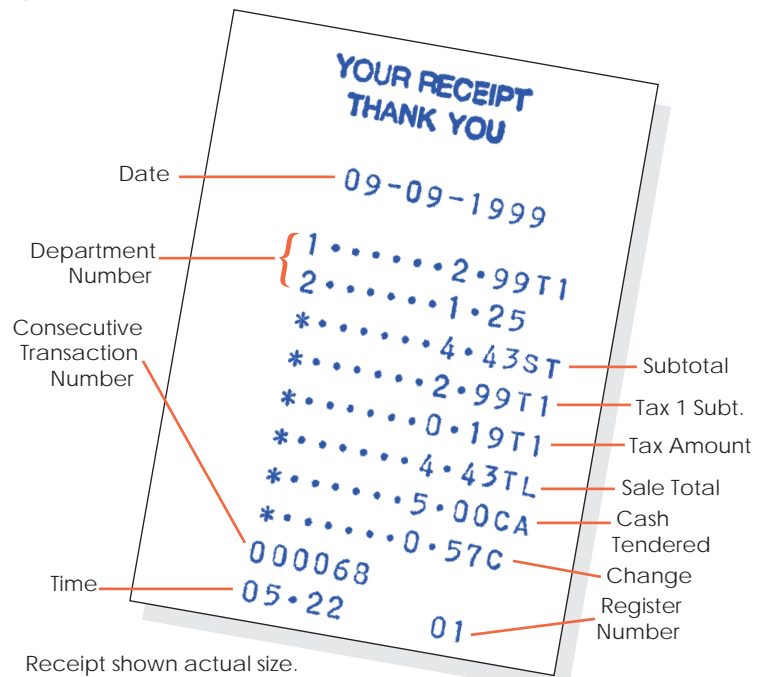 YOUR RECEIPT
THANK YOU
Date
09-09-1999
Department
Number
1••••••2•99T1
2••••••1•25
*••••••4•43ST
Subtotal
*••••••2•99T1
Tax 1 Subt.
*••••••0•19T1
Tax Amount
*••••••4•43TL
Sale Total
*••••••5•00CA
Cash
Tendered
*••••••0•57C
Change
Consecutive
Transaction
Number
000068
Time
05•22 01
Register
Number
Receipt shown actual size.